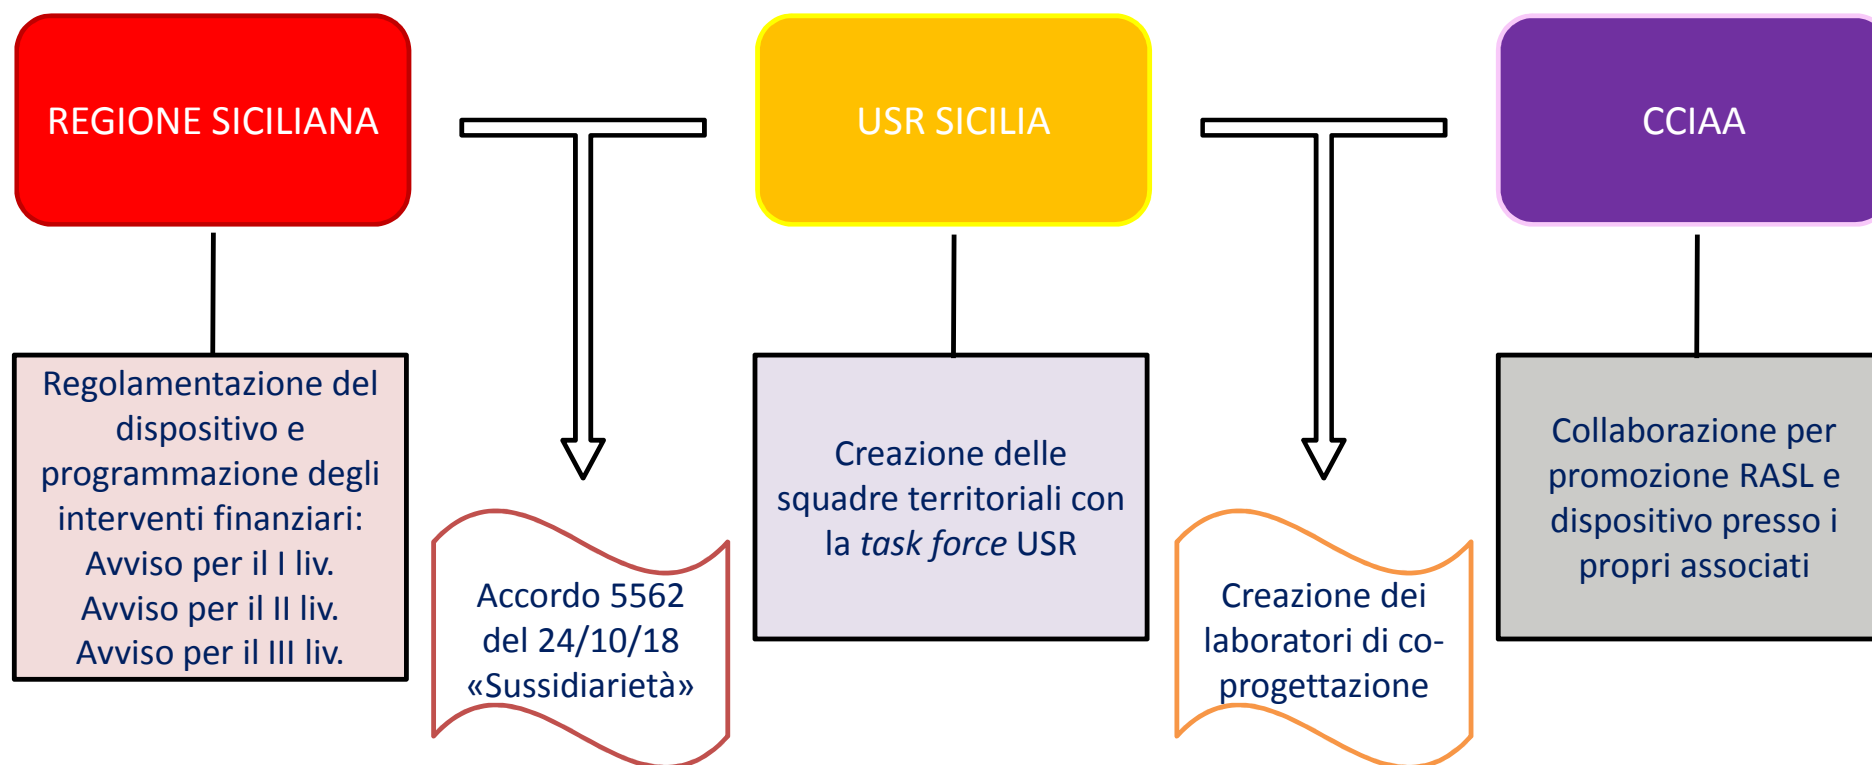 REGIONE SICILIANA
USR SICILIA
CCIAA
Regolamentazione del
dispositivo e
programmazione degli
interventi finanziari:
Avviso per il I liv.
Avviso per il II liv.
Avviso per il III liv.
Accordo 5562
del 24/10/18
«Sussidiarietà»
Creazione delle
squadre territoriali con
la task force USR
Creazione dei
laboratori di co-
progettazione
Collaborazione per
promozione RASL e
dispositivo presso i
propri associati